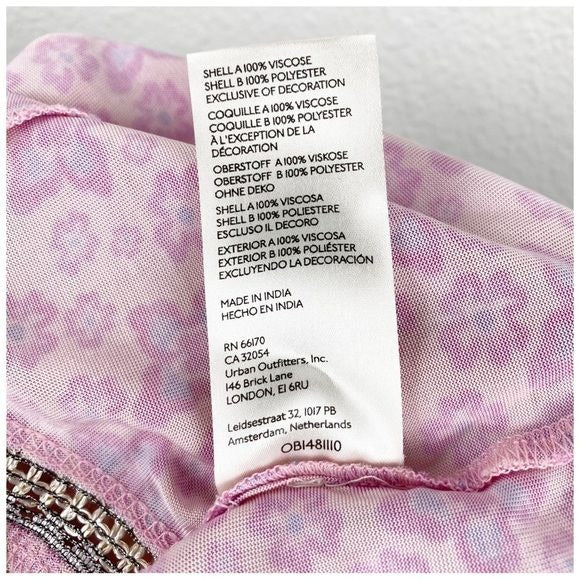 SHELL A 100% VISCOSE
SHELL B 100% POLYESTER
EXCLUSIVE OF DECORATION
COQUILLE A 100% VISCOSE
COQUILLE B 100% POLYESTER
À L'EXCEPTION DE LA
DÉCORATION
OBERSTOFF A 100% VISKOSE
OBERSTOFF B 100% POLYESTER
OHNE DEKO
SHELL A 100% VISCOSA
SHELL B 100% POLIESTERE
ESCLUSO IL DECORO
EXTERIOR A 100% VISCOSA
EXTERIOR B 100% POLIÉSTER
EXCLUYENDO LA DECORACIÓN
MADE IN INDIA
HECHO EN INDIA
RN 66170
CA 32054
Urban Outfitters, Inc.
146 Brick Lane
LONDON, E1 6RU
Leidsestraat 32, 1017 PB
Amsterdam, Netherlands
OB1481110